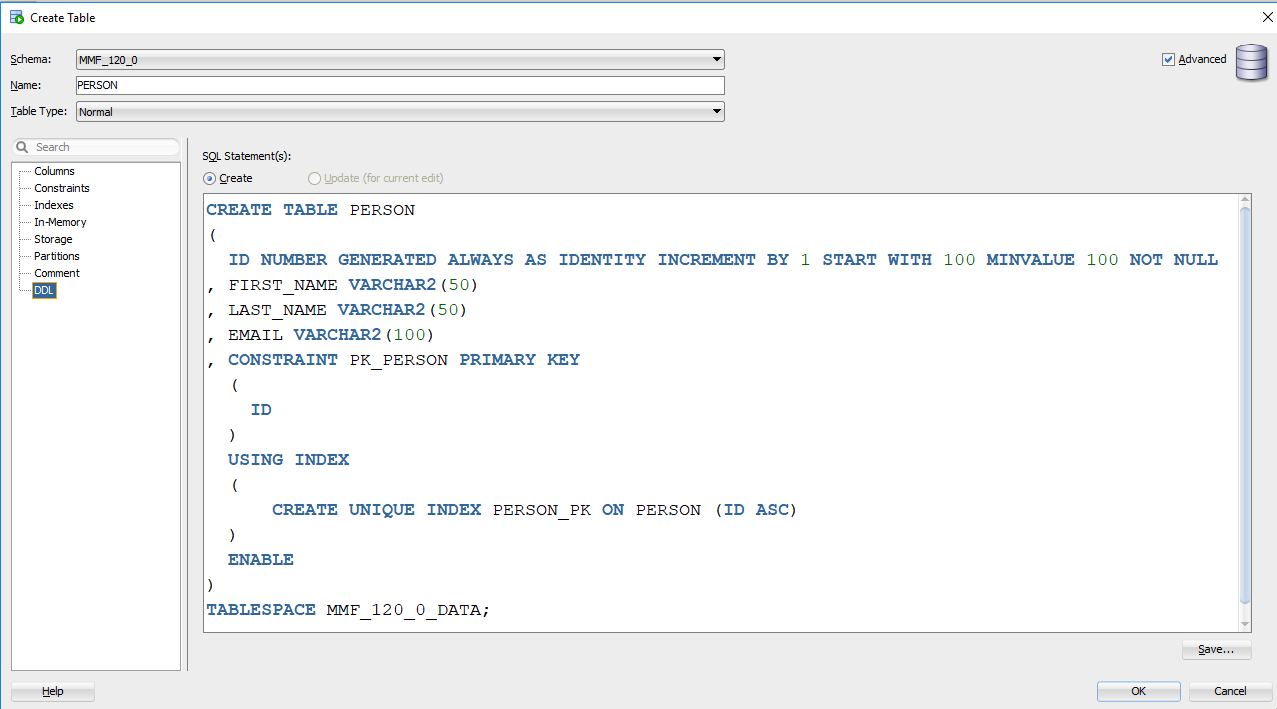 Create Table
Schema: MMF_120_0
Advanced
Name: PERSON
Table Type: Normal
Search
Columns
Constraints
Indexes
In-Memory
Storage
Partitions
Comment
DDL
SQL Statement(s):
Create Update (for current edit)
CREATE TABLE PERSON
(
ID NUMBER GENERATED ALWAYS AS IDENTITY INCREMENT BY 1 START WITH 100 MINVALUE 100 NOT NULL
, FIRST_NAME VARCHAR2(50)
, LAST_NAME VARCHAR2(50)
, EMAIL VARCHAR2(100)
, CONSTRAINT PK_PERSON PRIMARY KEY
(
ID
)
USING INDEX
(
CREATE UNIQUE INDEX PERSON_PK ON PERSON (ID ASC)
)
ENABLE
)
TABLESPACE MMF_120_0_DATA;
Save...
Help
OK
Cancel